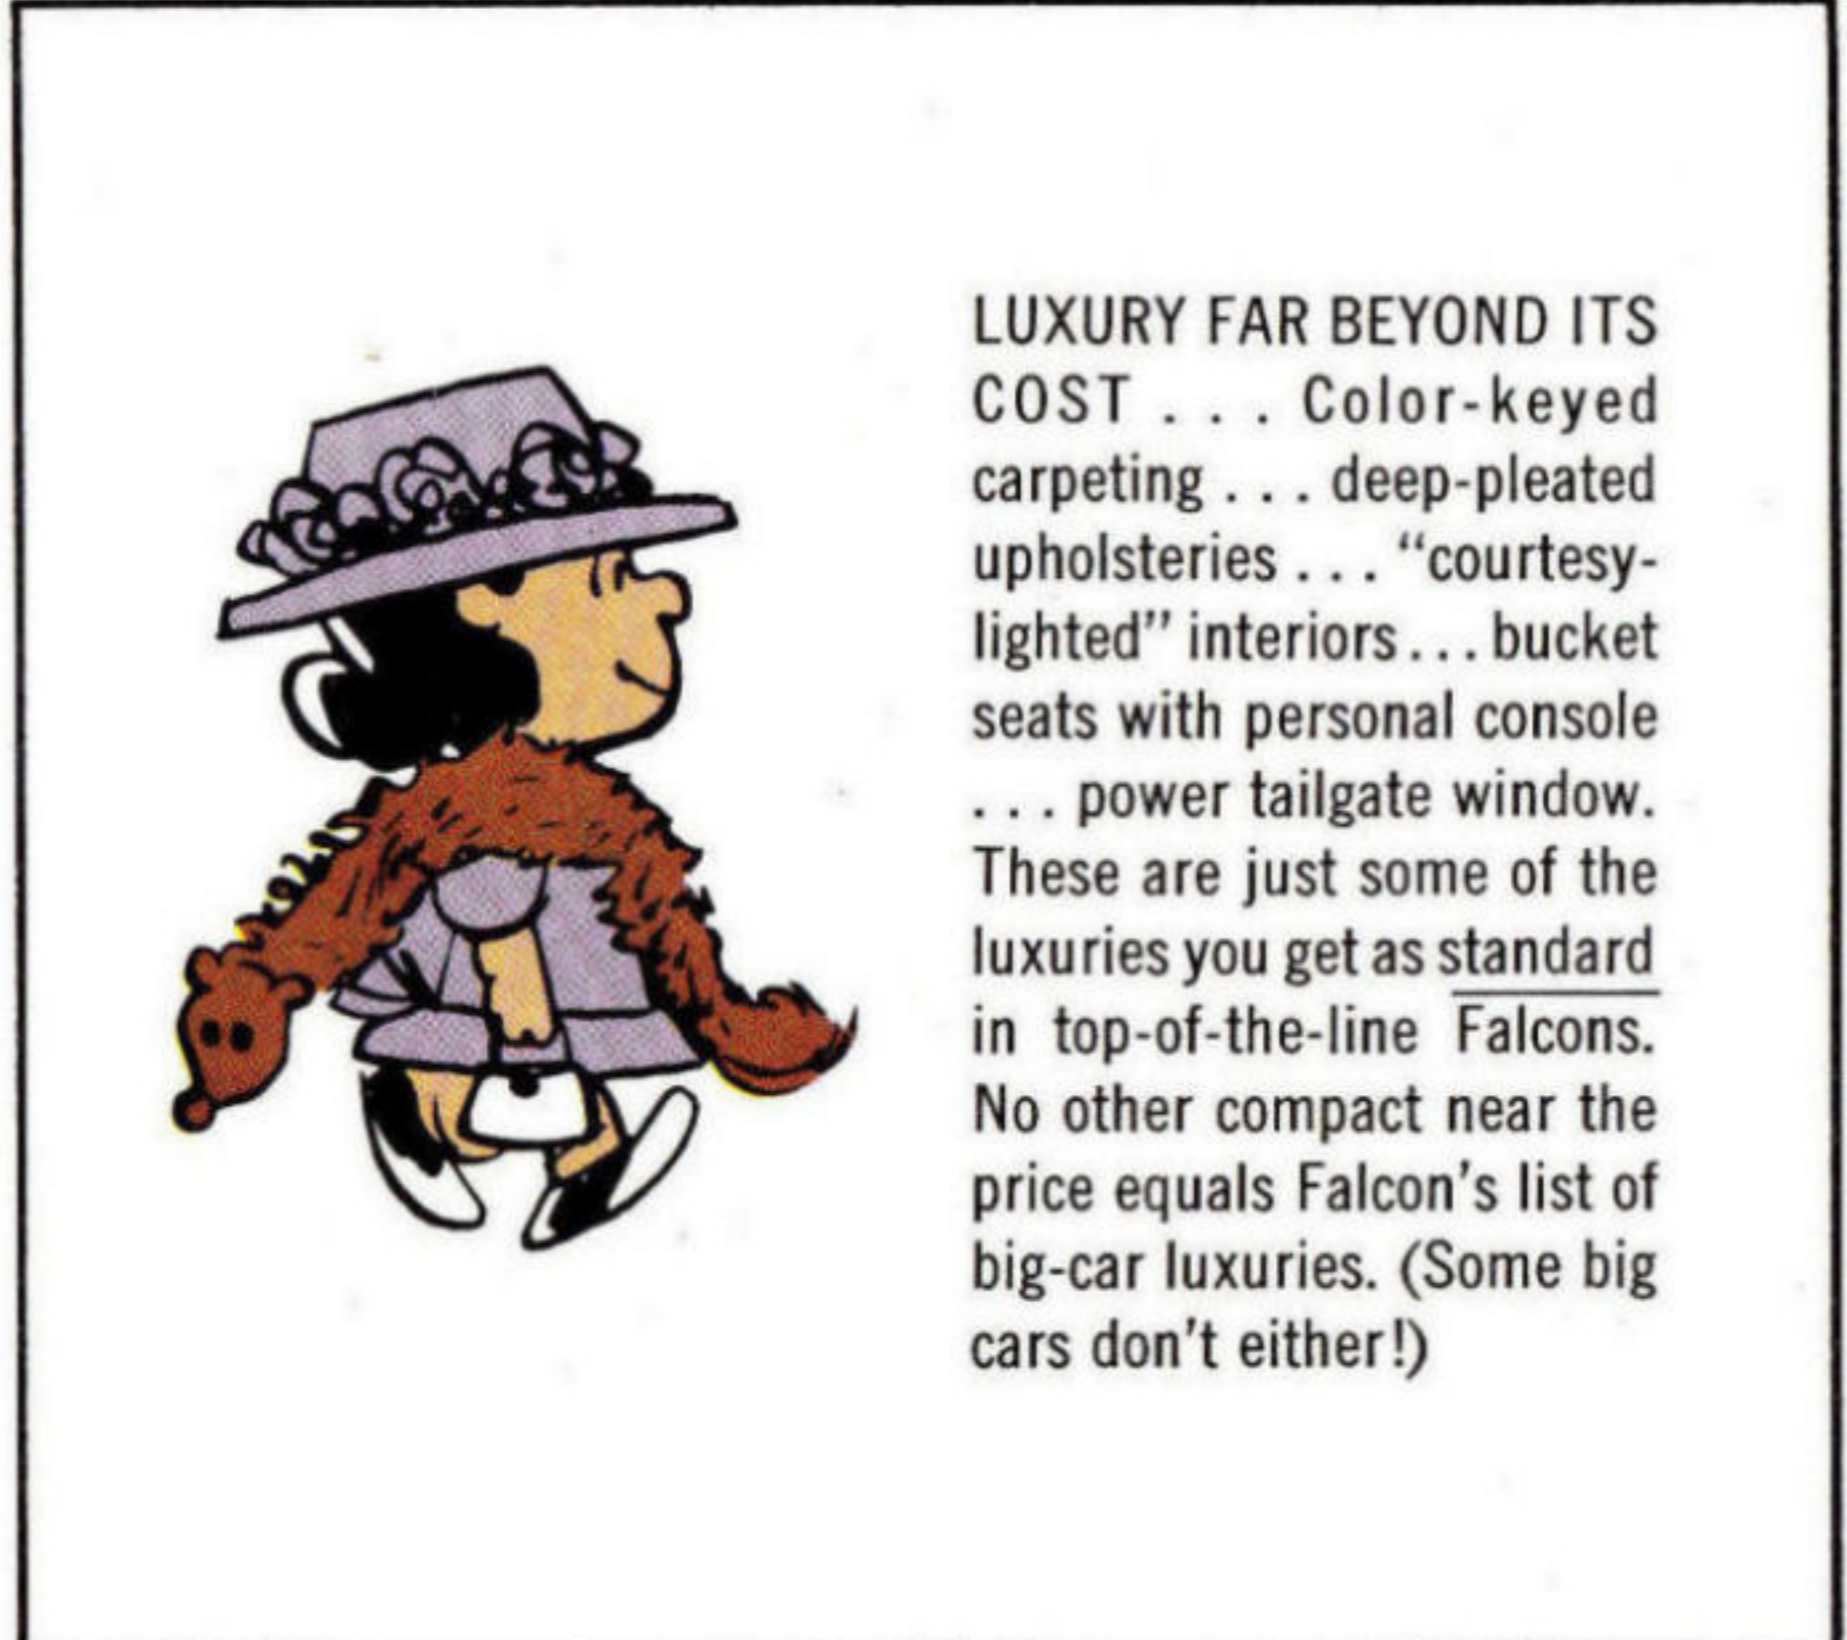 LUXURY FAR BEYOND ITS
COST . . . Color-keyed
carpeting . . . deep-pleated
upholsteries . . . “courtesy-
lighted” interiors . . . bucket
seats with personal console
. . . power tailgate window.
These are just some of the
luxuries you get as standard
in top-of-the-line Falcons.
No other compact near the
price equals Falcon’s list of
big-car luxuries. (Some big
cars don't either!)